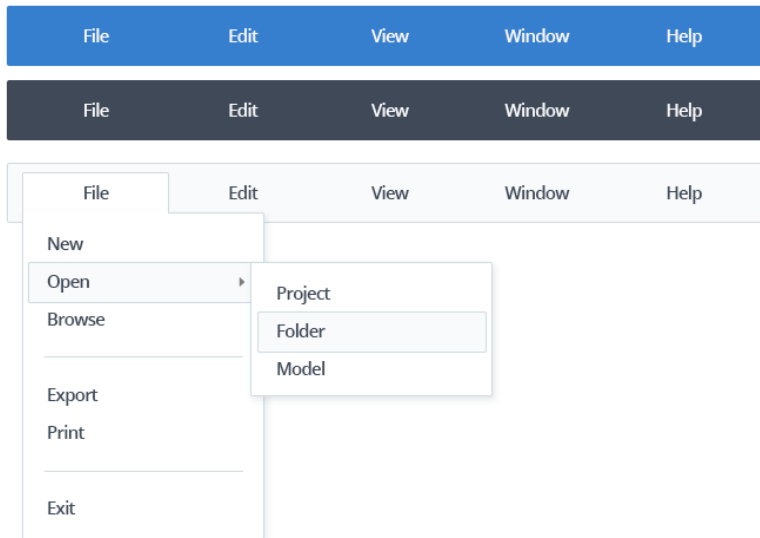 File Edit View Window Help
File Edit View Window Help
File Edit View Window Help
New
Open
Browse
Export
Print
Exit
Project
Folder
Model